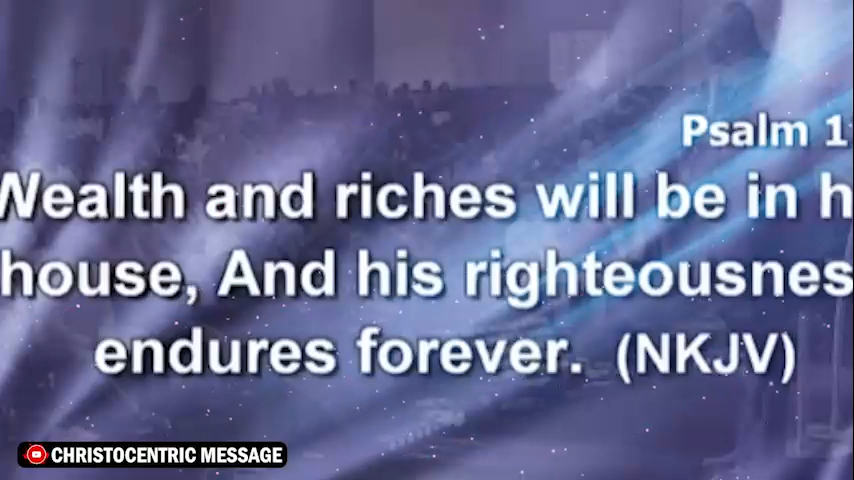 Psalm 1
Wealth and riches will be in h
house, And his righteousnes
endures forever. (NKJV)
CHRISTOCENTRIC MESSAGE